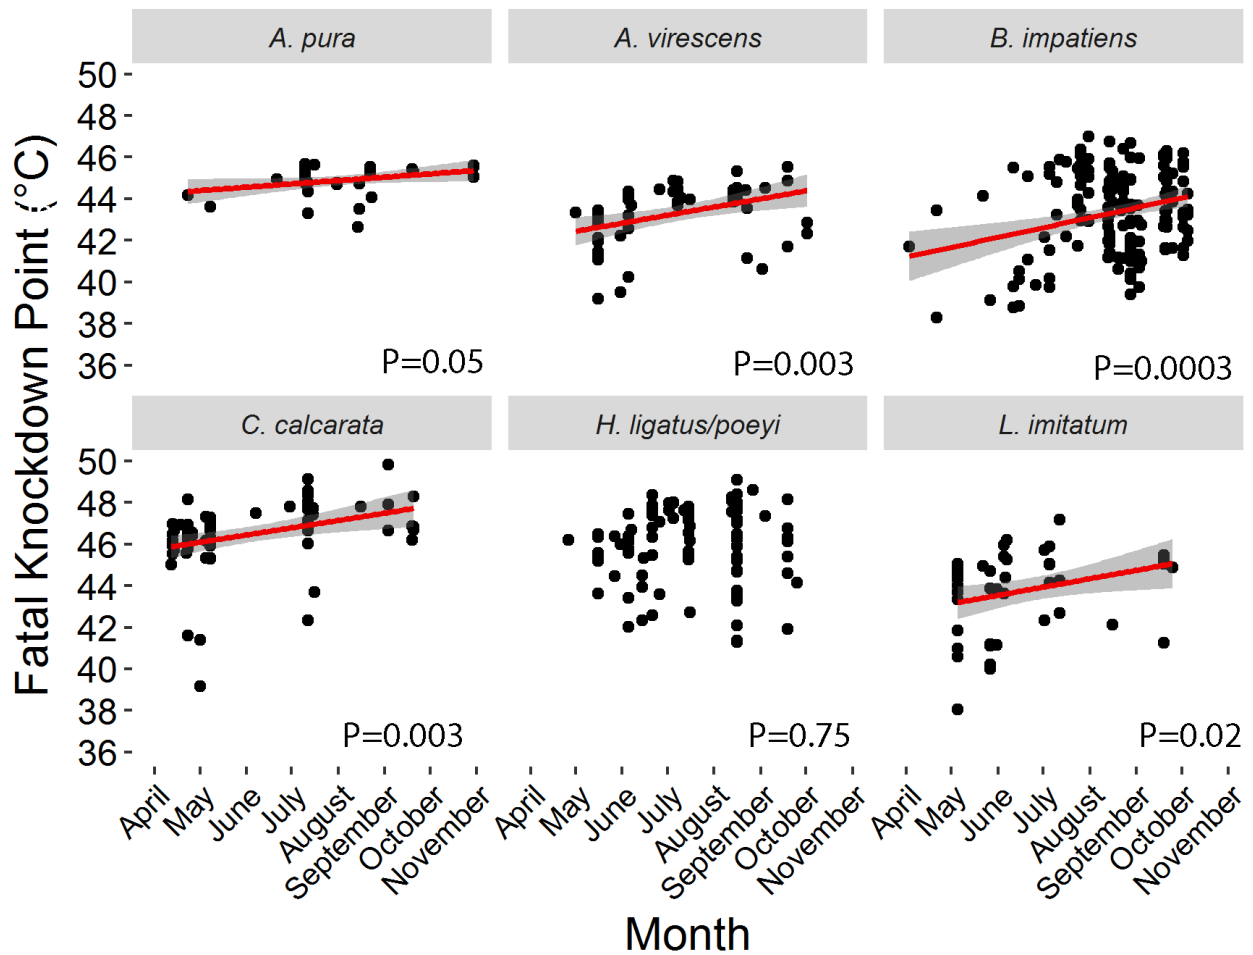 A. pura
A. virescens
B. impatiens
Fatal Knockdown Point (°C)
50
48
46
44
42
40
38
36
P=0.05
P=0.003
P=0.0003
C. calcarata
H. ligatus/poeyi
L. imitatum
50
48
46
44
42
40
38
36
P=0.003
P=0.75
P=0.02
April
May
June
July
August
September
October
November
April
May
June
July
August
September
October
November
April
May
June
July
August
September
October
November
Month